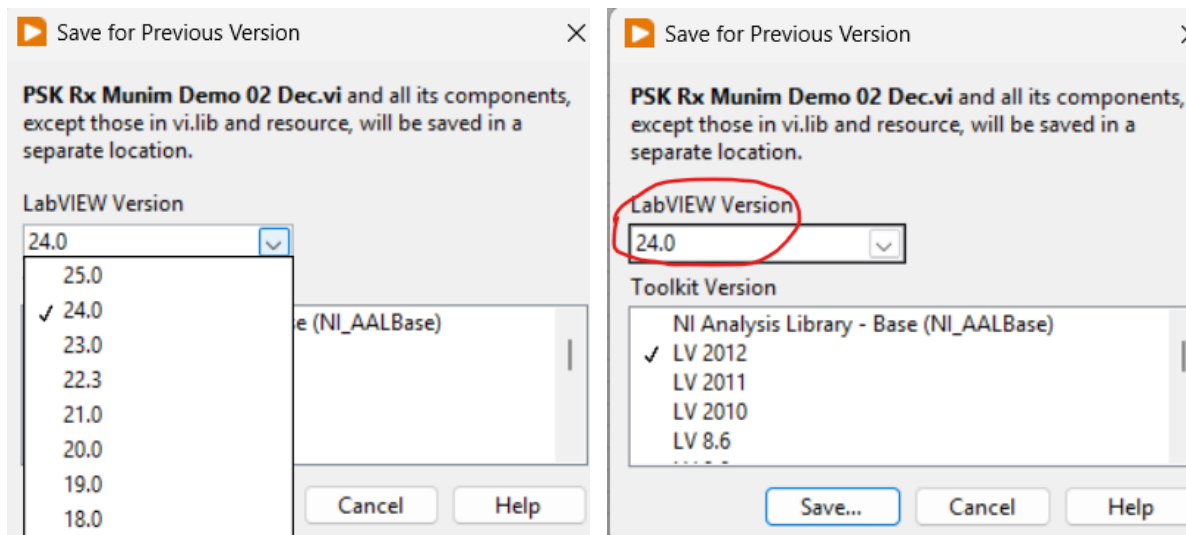 Save for Previous Version
PSK Rx Munim Demo 02 Dec.vi and all its components,
except those in vi.lib and resource, will be saved in a
separate location.
LabVIEW Version
24.0
25.0
24.0
23.0
22.3
21.0
20.0
19.0
18.0
e (NI_AALBase)
Cancel
Help
Save for Previous Version
PSK Rx Munim Demo 02 Dec.vi and all its components,
except those in vi.lib and resource, will be saved in a
separate location.
LabVIEW Version
24.0
Toolkit Version
NI Analysis Library - Base (NI_AALBase)
LV 2012
LV 2011
LV 2010
LV 8.6
Save...
Cancel
Help